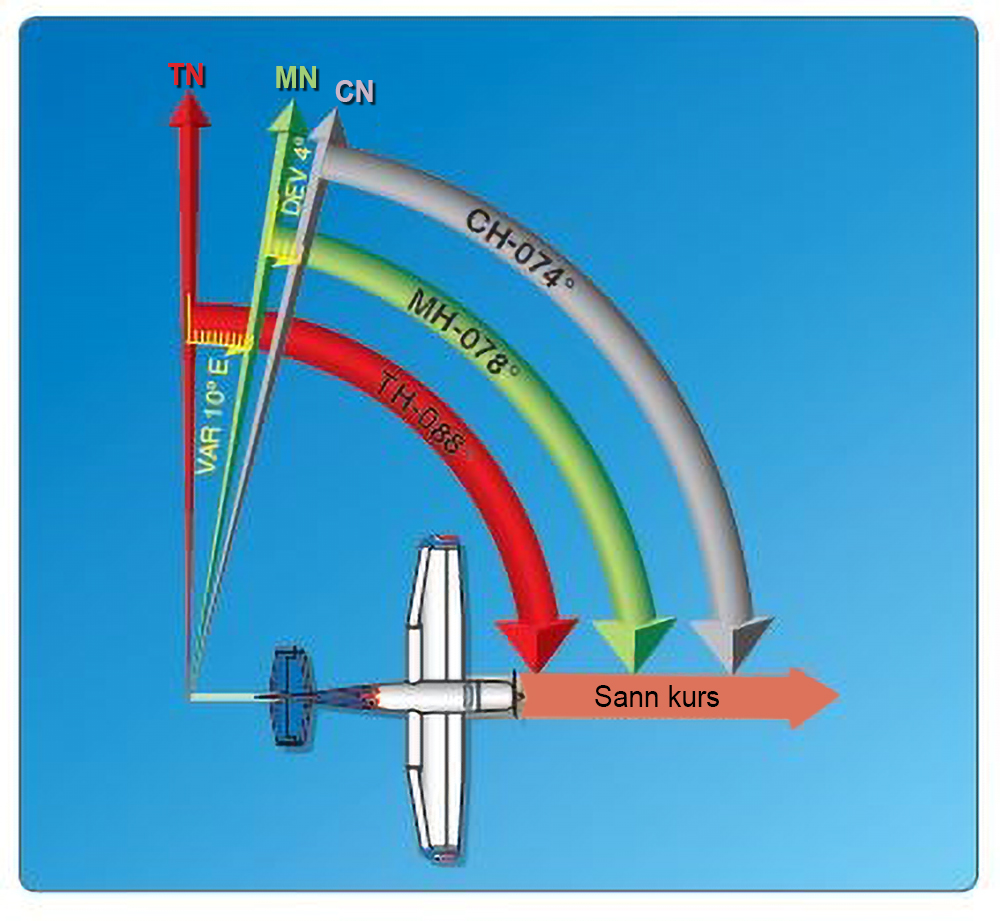 TN
MN
CN
DEV 4°
CH-074°
MH-078°
TH-088°
VAR 10° E
Sann kurs